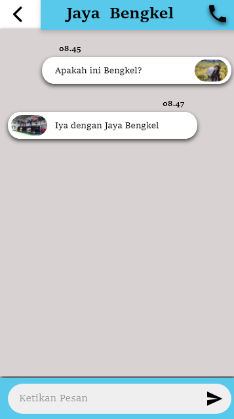 Jaya Bengkel
08.45
Apakah ini Bengkel?
08.47
Iya dengan Jaya Bengkel
Ketikan Pesan